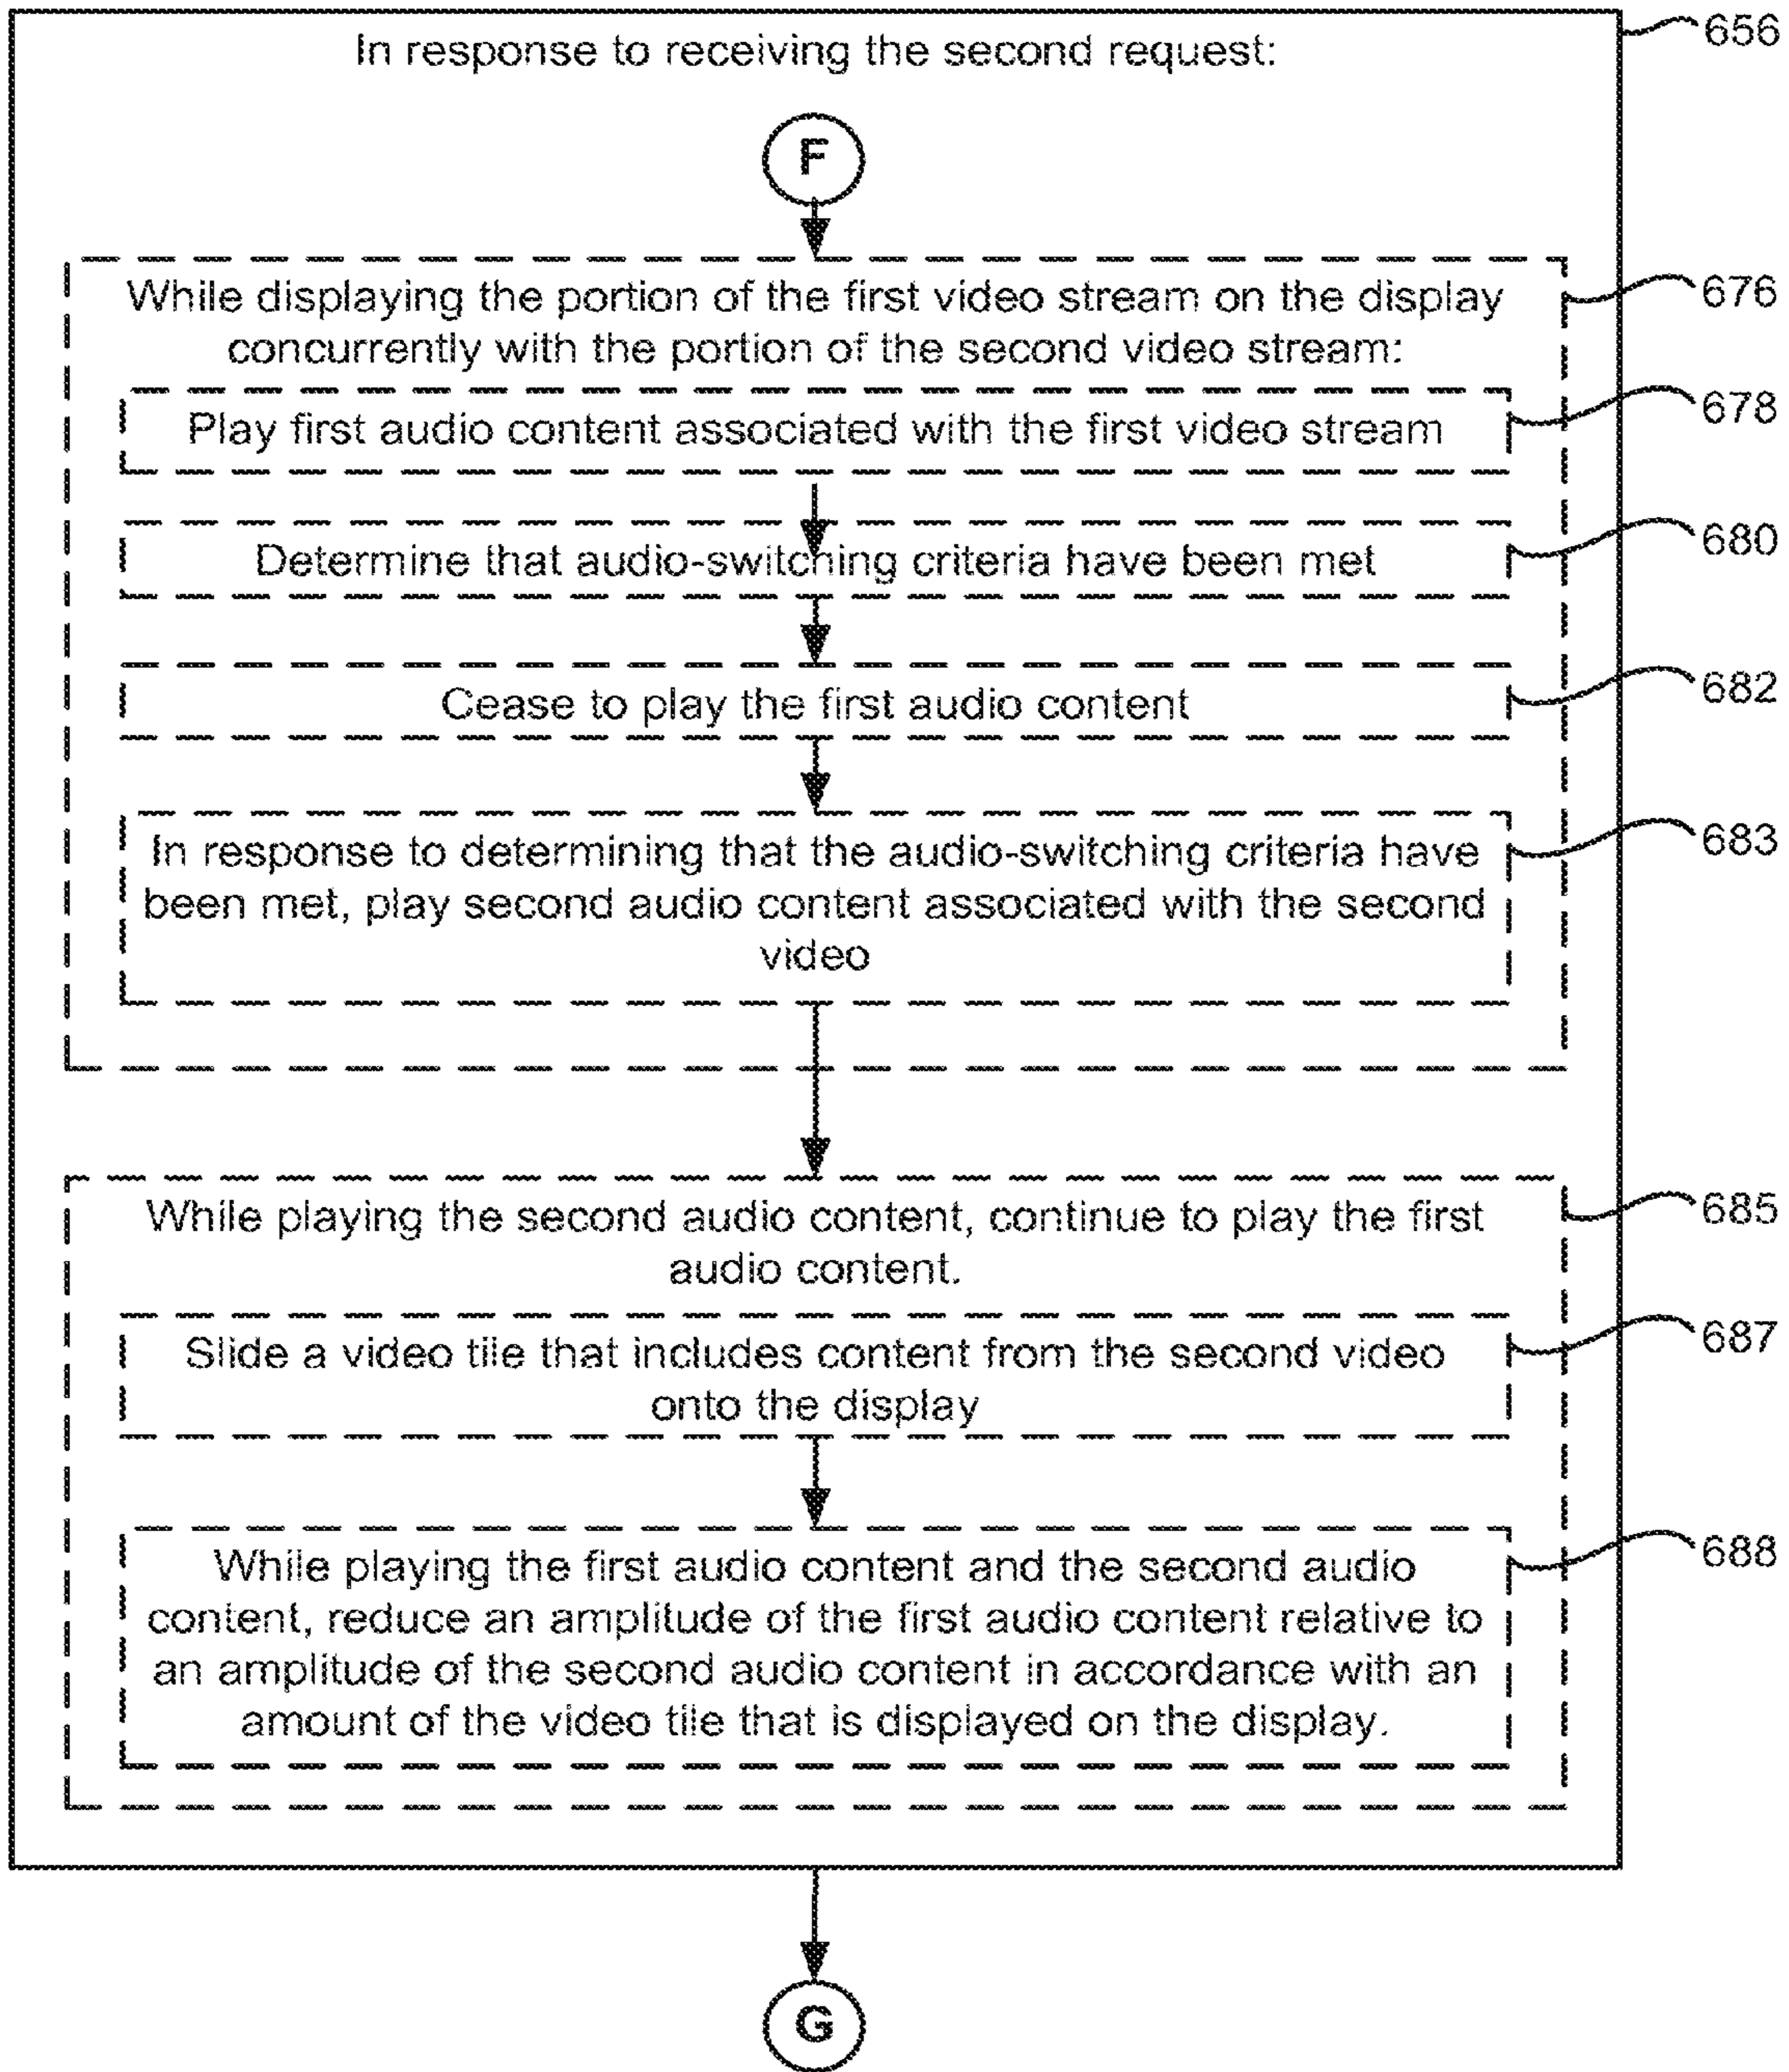 In response to receiving the second request:
656
F
While displaying the portion of the first video stream on the display
concurrently with the portion of the second video stream:
676
Play first audio content associated with the first video stream
678
Determine that audio-switching criteria have been met
680
Cease to play the first audio content
682
In response to determining that the audio-switching criteria have
been met, play second audio content associated with the second
video
683
While playing the second audio content, continue to play the first
audio content.
685
Slide a video tile that includes content from the second video
onto the display
687
While playing the first audio content and the second audio
content, reduce an amplitude of the first audio content relative to
an amplitude of the second audio content in accordance with an
amount of the video tile that is displayed on the display.
688
G